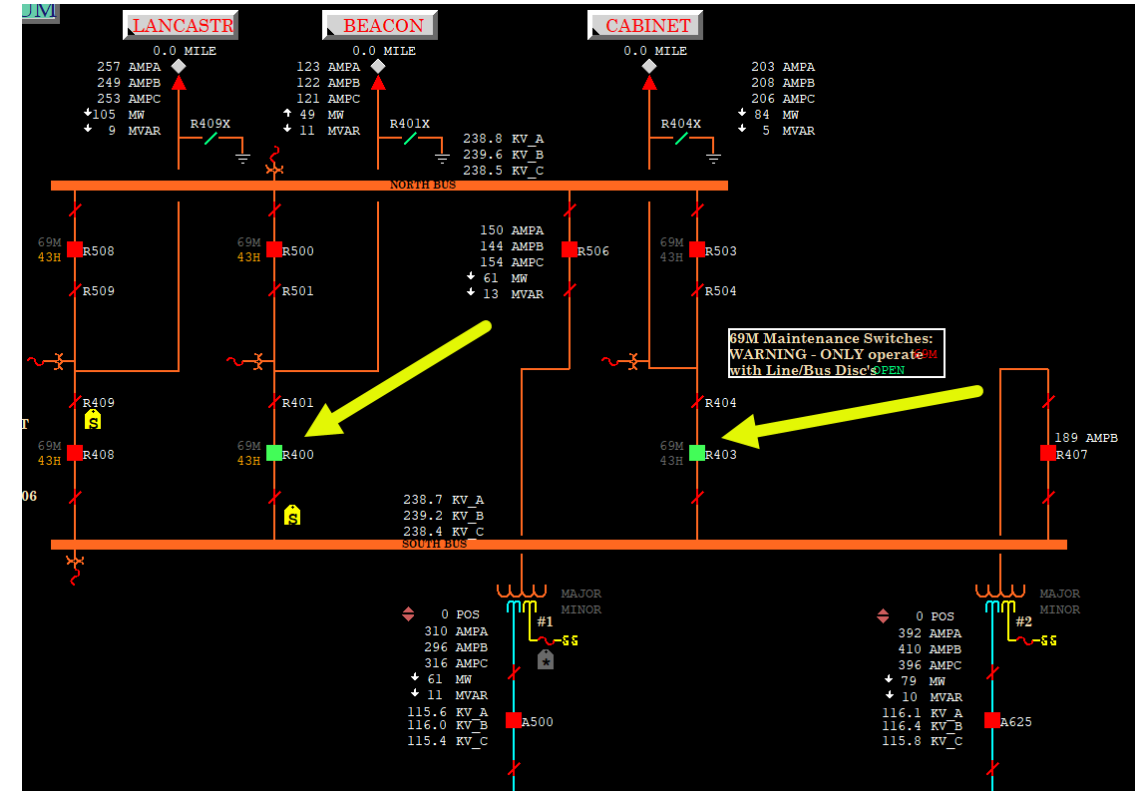 UM
LANCASTR
BEACON
CABINET
0.0 MILE
0.0 MILE
0.0 MILE
257 AMPA
249 AMPB
253 AMPC
105 MW
9 MVAR
R409X
123 AMPA
122 AMPB
121 AMPC
49 MW
11 MVAR
R401X
R404X
203 AMPA
208 AMPB
206 AMPC
84 MW
5 MVAR
238.8 KV_A
239.6 KV_B
238.5 KV_C
NORTH BUS
69M
43H
R508
69M
43H
R500
150 AMPA
144 AMPB
154 AMPC
61 MW
13 MVAR
R506
69M
43H
R503
R509
R501
R504
69M Maintenance Switches:
WARNING - ONLY operate 69M
with Line/Bus Disc's OPEN
R409
S
R401
R404
T
69M
43H
R408
69M
43H
R400
69M
43H
R403
189 AMPB
R407
06
S
238.7 KV_A
239.2 KV_B
238.4 KV_C
SOUTH BUS
MAJOR
MINOR
#1
0 POS
310 AMPA
296 AMPB
316 AMPC
61 MW
11 MVAR
115.6 KV_A
116.0 KV_B
115.4 KV_C
A500
MAJOR
MINOR
#2
0 POS
392 AMPA
410 AMPB
396 AMPC
79 MW
10 MVAR
116.1 KV_A
116.4 KV_B
115.8 KV_C
A625